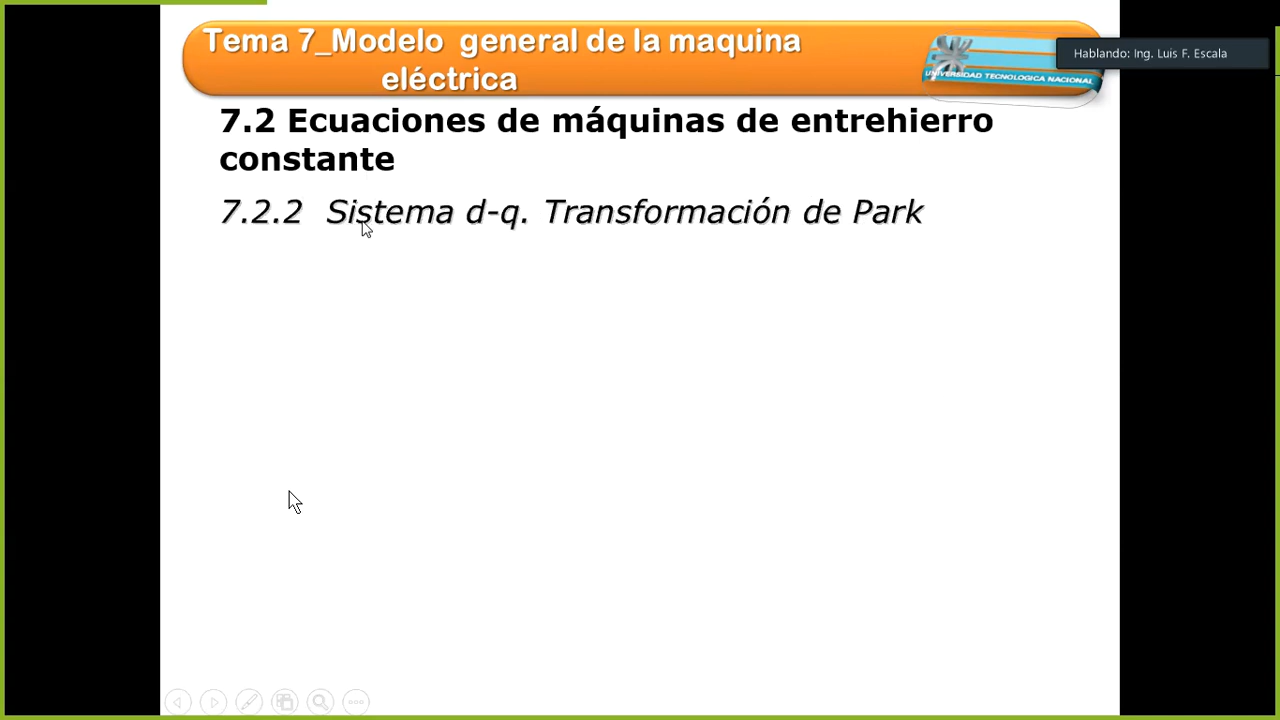 Tema 7_Modelo general de la maquina
eléctrica
UNIVERSIDAD TECNOLOGICA NACIONAL
Hablando: Ing. Luis F. Escala
7.2 Ecuaciones de máquinas de entrehierro
constante
7.2.2 Sistema d-q. Transformación de Park